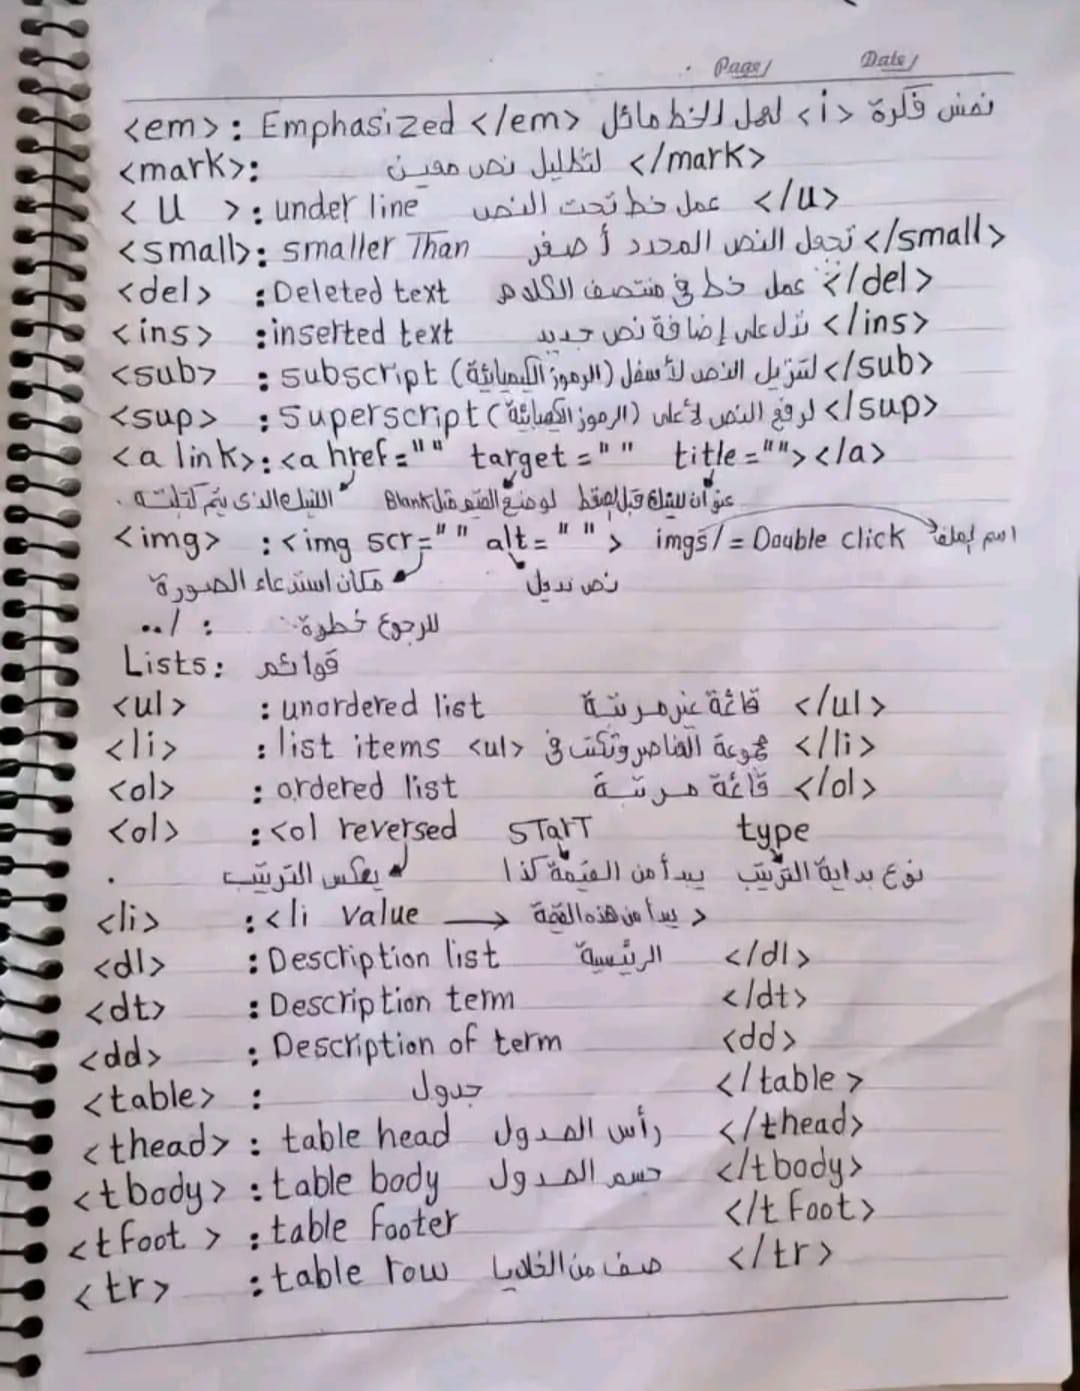 Page/ Date/
<em>: Emphasized </em> نفس فكرة <i> لعمل الخط مائل
<mark>: لتظليل نص معين </mark>
< U >: under line عمل خط تحت النص </u>
<small>: smaller Than تجعل النص المحدد أصغر </small>
<del> : Deleted text عمل خط في منتصف الكلام </del>
<ins> : inserted text تدل على إضافة نص جديد </ins>
<sub> : subscript (الرموز الكيميائية) لتنزيل النص لأسفل </sub>
<sup> : superscript (الرموز الكيميائية) لرفع النص لأعلى </sup>
<a link>: <a href="" target=" " title=""></a>
اللينك الذي يتم كتابته . لوضع الفتح مثل Blank عنوان للينك قبل الضغط
<img> : <img scr=" " alt=" "> imgs/ = Double click اسم الملف
مكان استدعاء الصورة نص بديل
../ : للرجوع خطوة
Lists: قوائم
<ul> : unordered list قائمة غير مرتبة </ul>
<li> : list items <ul> مجموعة العناصر وتكتب في </li>
<ol> : ordered list قائمة مرتبة </ol>
<ol> : <ol reversed START type
. يعكس الترتيب يبدأ من القيمة كذا نوع بداية الترتيب
<li> : <li value → يبدأ من هذه القيمة >
<dl> : Description list الرئيسية </dl>
<dt> : Description term </dt>
<dd> : Description of term <dd>
<table> : جدول </table>
<thead> : table head رأس الجدول </thead>
<tbody> : table body جسم الجدول </tbody>
<tfoot > : table footer </tfoot>
<tr> : table row صف من الخلايا </tr>